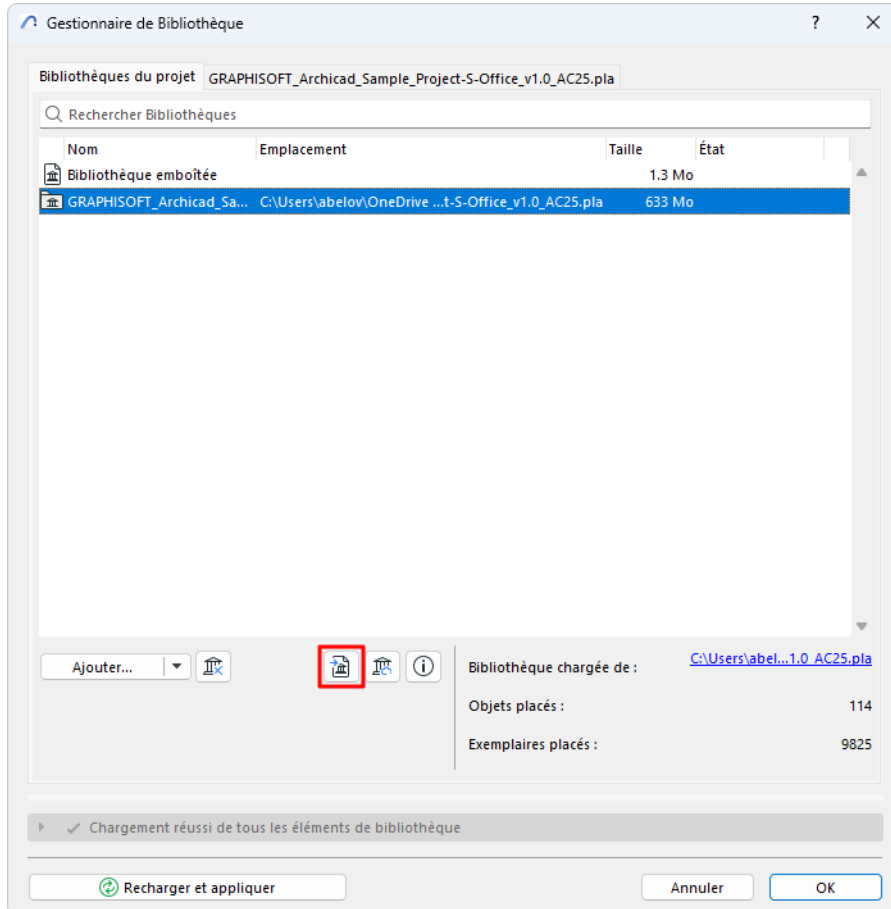 Gestionnaire de Bibliothèque ?
Bibliothèques du projet GRAPHISOFT_Archicad_Sample_Project-S-Office_v1.0_AC25.pla
Rechercher Bibliothèques
Nom Emplacement Taille État
Bibliothèque emboîtée 1.3 Mo
GRAPHISOFT_Archicad_Sa... C:\Users\abelov\OneDrive ...t-S-Office_v1.0_AC25.pla 633 Mo
Ajouter...
Bibliothèque chargée de : C:\Users\abel...1.0_AC25.pla
Objets placés : 114
Exemplaires placés : 9825
Chargement réussi de tous les éléments de bibliothèque
Recharger et appliquer Annuler OK